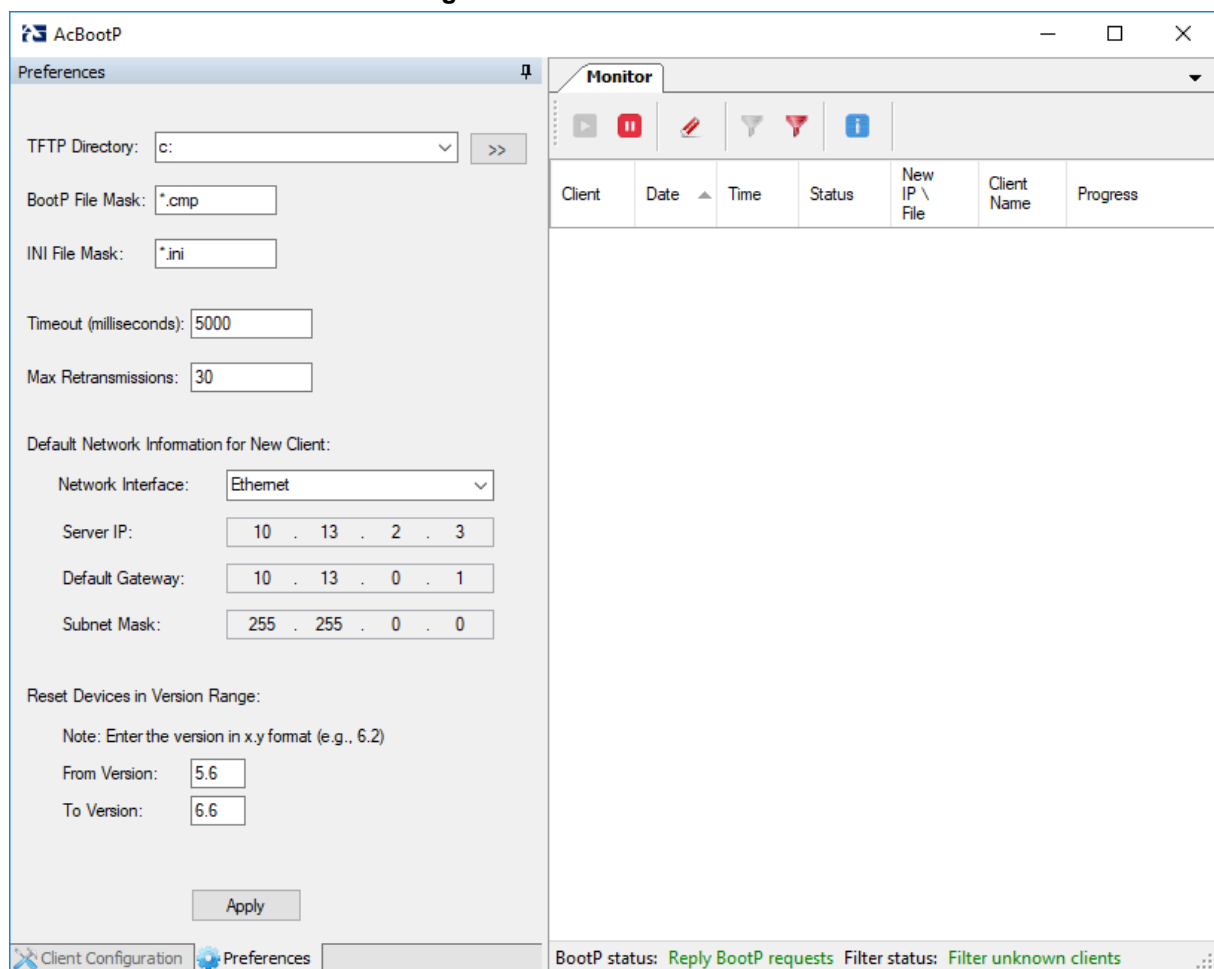 AcBootP
Preferences
TFTP Directory: c: >>
BootP File Mask: *.cmp
INI File Mask: *.ini
Timeout (milliseconds): 5000
Max Retransmissions: 30
Default Network Information for New Client:
Network Interface: Ethernet
Server IP: 10 . 13 . 2 . 3
Default Gateway: 10 . 13 . 0 . 1
Subnet Mask: 255 . 255 . 0 . 0
Reset Devices in Version Range:
Note: Enter the version in x.y format (e.g., 6.2)
From Version: 5.6
To Version: 6.6
Apply
Client Configuration Preferences
Monitor
Client Date Time Status New IP \ File Client Name Progress
BootP status: Reply BootP requests Filter status: Filter unknown clients